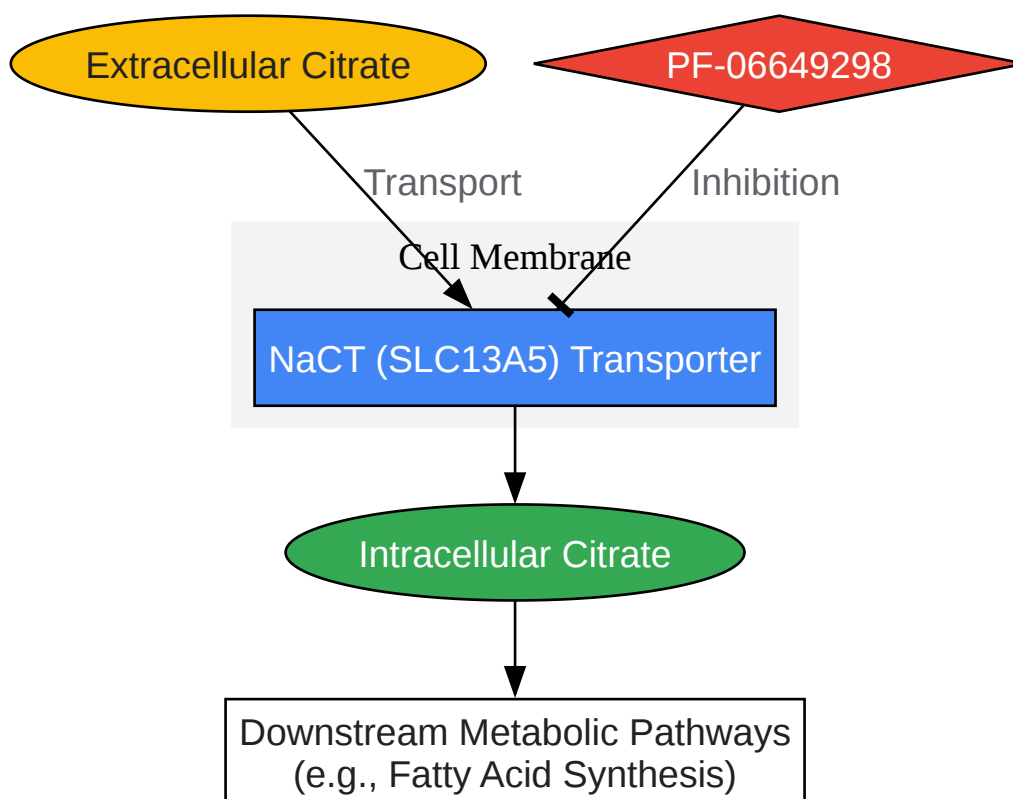 Extracellular Citrate
PF-06649298
Transport
Inhibition
Cell Membrane
NaCT (SLC13A5) Transporter
Intracellular Citrate
Downstream Metabolic Pathways
(e.g., Fatty Acid Synthesis)